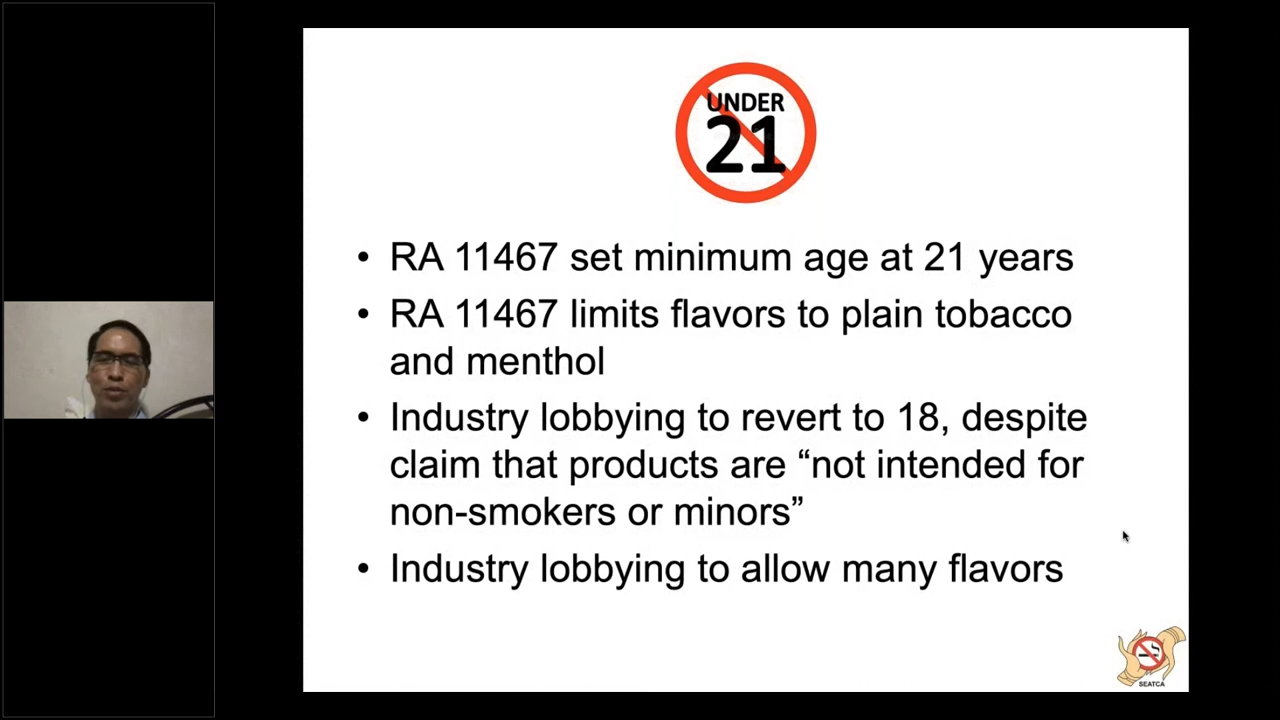 UNDER
21
• RA 11467 set minimum age at 21 years
• RA 11467 limits flavors to plain tobacco
and menthol
• Industry lobbying to revert to 18, despite
claim that products are “not intended for
non-smokers or minors”
• Industry lobbying to allow many flavors
SEATCA